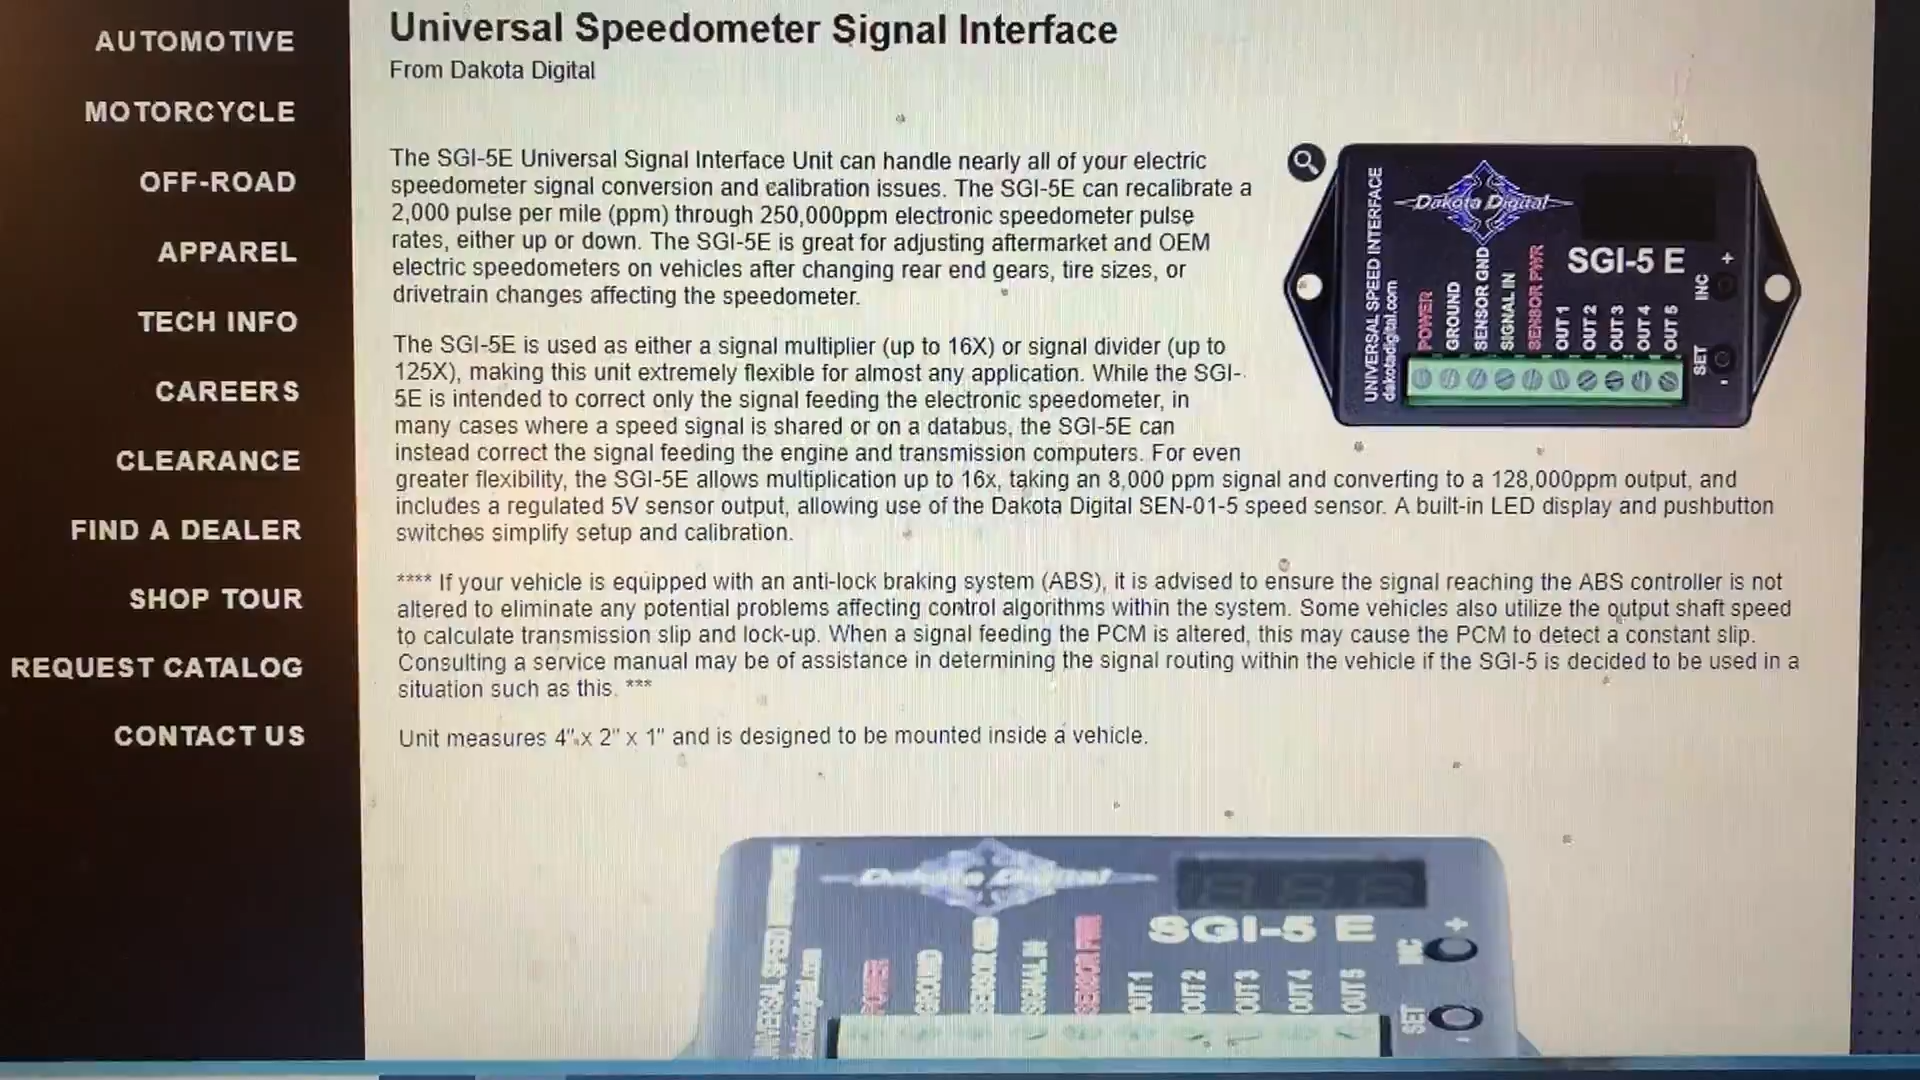 AUTOMOTIVE
MOTORCYCLE
OFF-ROAD
APPAREL
TECH INFO
CAREERS
CLEARANCE
FIND A DEALER
SHOP TOUR
REQUEST CATALOG
CONTACT US
Universal Speedometer Signal Interface
From Dakota Digital
The SGI-5E Universal Signal Interface Unit can handle nearly all of your electric
speedometer signal conversion and calibration issues. The SGI-5E can recalibrate a
2,000 pulse per mile (ppm) through 250,000ppm electronic speedometer pulse
rates, either up or down. The SGI-5E is great for adjusting aftermarket and OEM
electric speedometers on vehicles after changing rear end gears, tire sizes, or
drivetrain changes affecting the speedometer.
The SGI-5E is used as either a signal multiplier (up to 16X) or signal divider (up to
125X), making this unit extremely flexible for almost any application. While the SGI-
5E is intended to correct only the signal feeding the electronic speedometer, in
many cases where a speed signal is shared or on a databus, the SGI-5E can
instead correct the signal feeding the engine and transmission computers. For even
greater flexibility, the SGI-5E allows multiplication up to 16x, taking an 8,000 ppm signal and converting to a 128,000ppm output, and
includes a regulated 5V sensor output, allowing use of the Dakota Digital SEN-01-5 speed sensor. A built-in LED display and pushbutton
switches simplify setup and calibration.
**** If your vehicle is equipped with an anti-lock braking system (ABS), it is advised to ensure the signal reaching the ABS controller is not
altered to eliminate any potential problems affecting control algorithms within the system. Some vehicles also utilize the output shaft speed
to calculate transmission slip and lock-up. When a signal feeding the PCM is altered, this may cause the PCM to detect a constant slip.
Consulting a service manual may be of assistance in determining the signal routing within the vehicle if the SGI-5 is decided to be used in a
situation such as this. ***
Unit measures 4" x 2" x 1" and is designed to be mounted inside a vehicle.
UNIVERSAL SPEED INTERFACE
dakotadigital.com
Dakota Digital
SGI-5 E
POWER
GROUND
SENSOR GND
SIGNAL IN
SENSOR PWR
OUT 1
OUT 2
OUT 3
OUT 4
OUT 5
INC +
SET -
UNIVERSAL SPEED INTERFACE
dakotadigital.com
Dakota Digital
SGI-5 E
POWER
GROUND
SENSOR GND
SIGNAL IN
SENSOR PWR
OUT 1
OUT 2
OUT 3
OUT 4
OUT 5
INC +
SET -